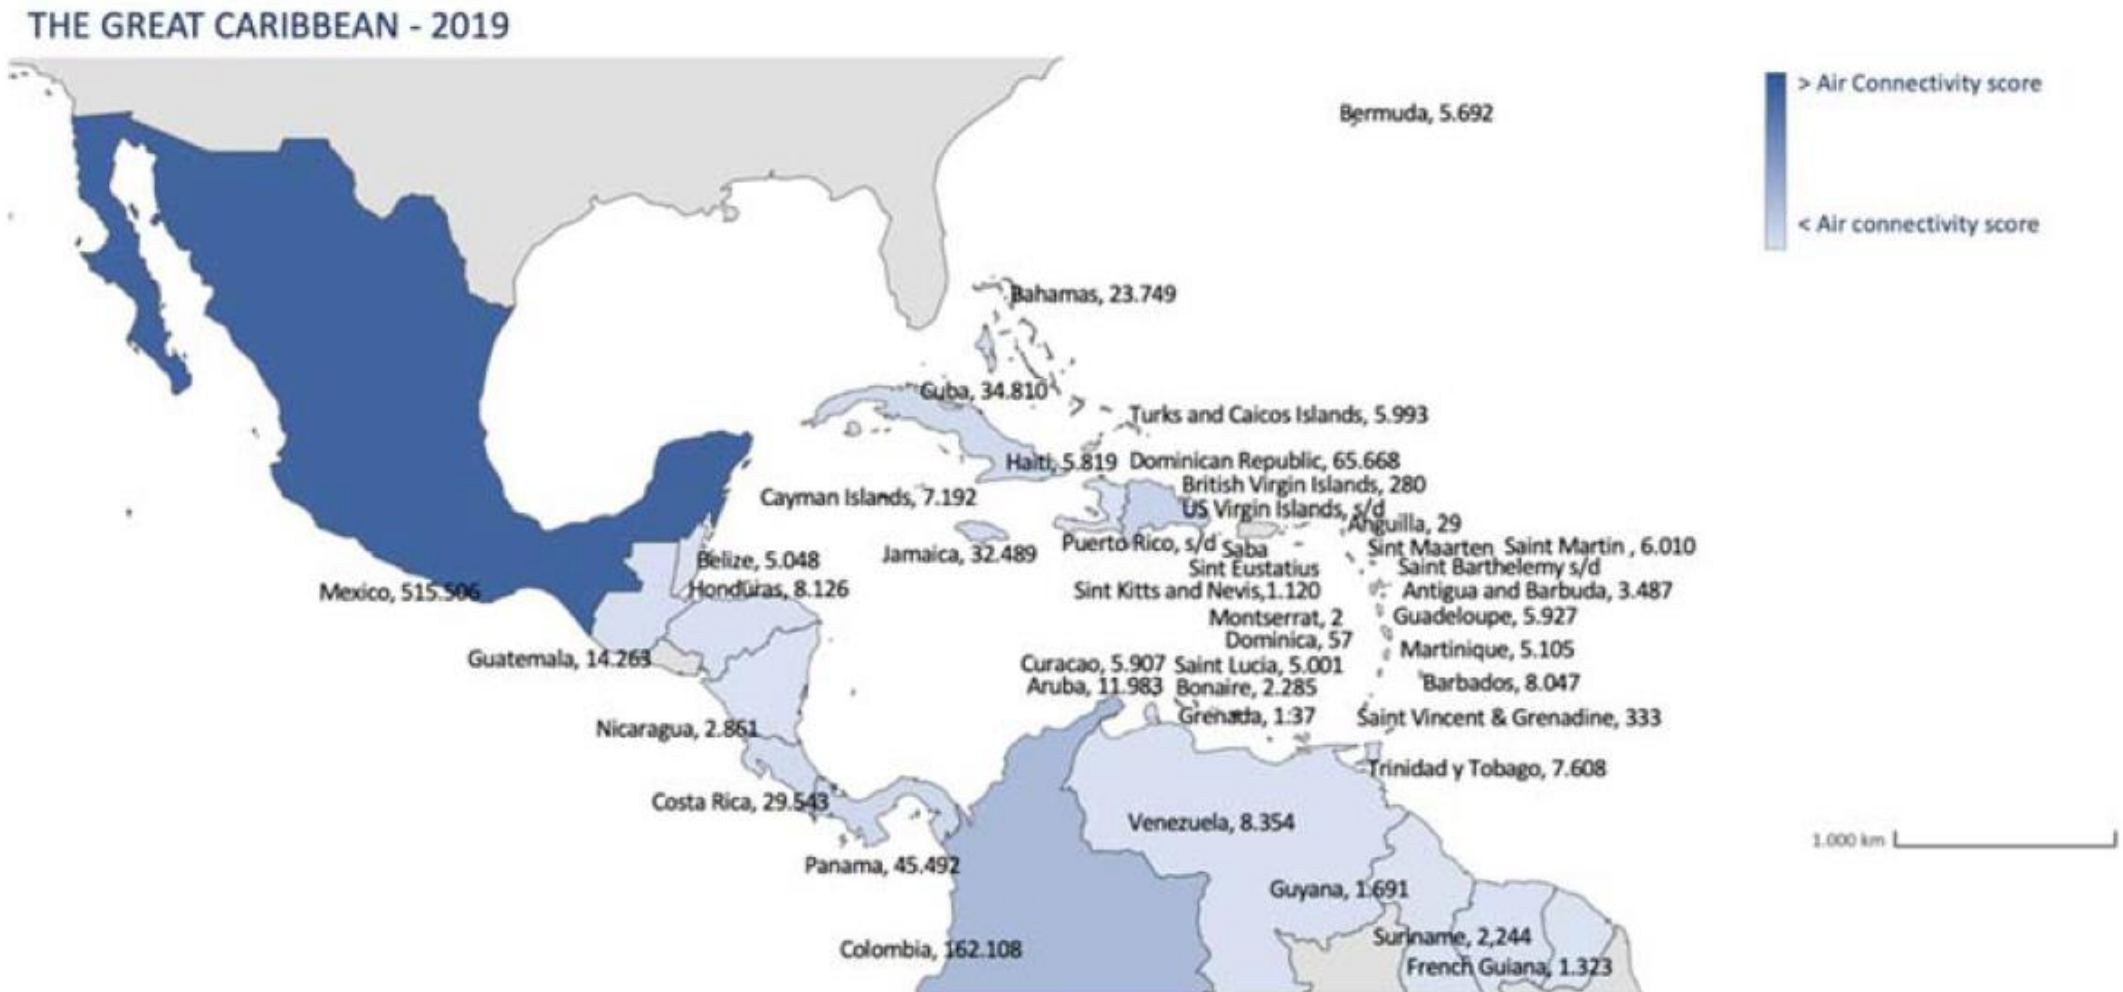 THE GREAT CARIBBEAN - 2019
> Air Connectivity score
Bermuda, 5.692
< Air connectivity score
Bahamas, 23.749
Cuba, 34.810
Turks and Caicos Islands, 5.993
Haiti, 5.819 Dominican Republic, 65.668
British Virgin Islands, 280
Cayman Islands, 7.192
US Virgin Islands, s/d
Anguilla, 29
Puerto Rico, s/d Saba
Sint Maarten Saint Martin , 6.010
Jamaica, 32.489
Belize, 5.048
Sint Eustatius
Saint Barthelemy s/d
Mexico, 515.506
Honduras, 8.126
Sint Kitts and Nevis,1.120
Antigua and Barbuda, 3.487
Montserrat, 2
Guadeloupe, 5.927
Dominica, 57
Martinique, 5.105
Guatemala, 14.263
Curacao, 5.907 Saint Lucia, 5.001
Aruba, 11.983 Bonaire, 2.285
Barbados, 8.047
Grenada, 1.37
Saint Vincent & Grenadine, 333
Nicaragua, 2.861
Trinidad y Tobago, 7.608
Costa Rica, 29.543
Venezuela, 8.354
1.000 km
Panama, 45.492
Guyana, 1.691
Colombia, 162.108
Suriname, 2,244
French Guiana, 1.323